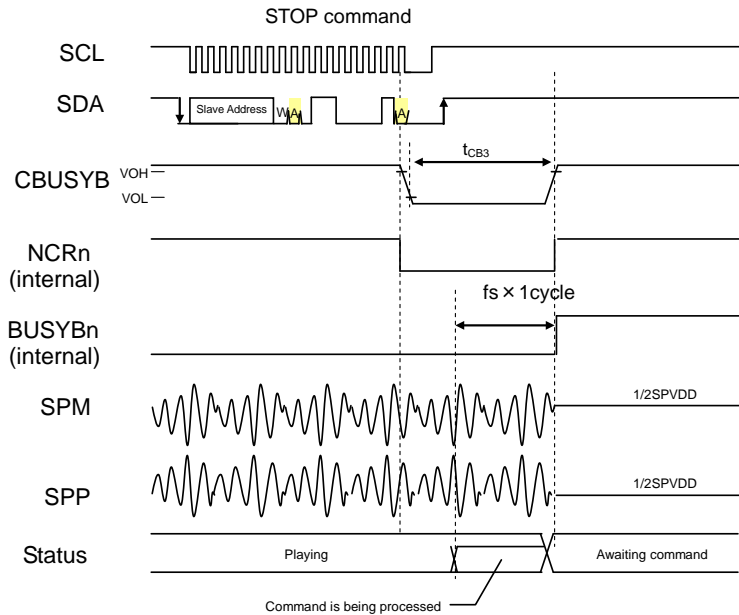 STOP command
SCL
SDA
Slave Address
W
A
A
tCB3
CBUSYB
VOH
VOL
NCRn
(internal)
fs×1cycle
BUSYBn
(internal)
SPM
1/2SPVDD
SPP
1/2SPVDD
Status
Playing
Awaiting command
Command is being processed